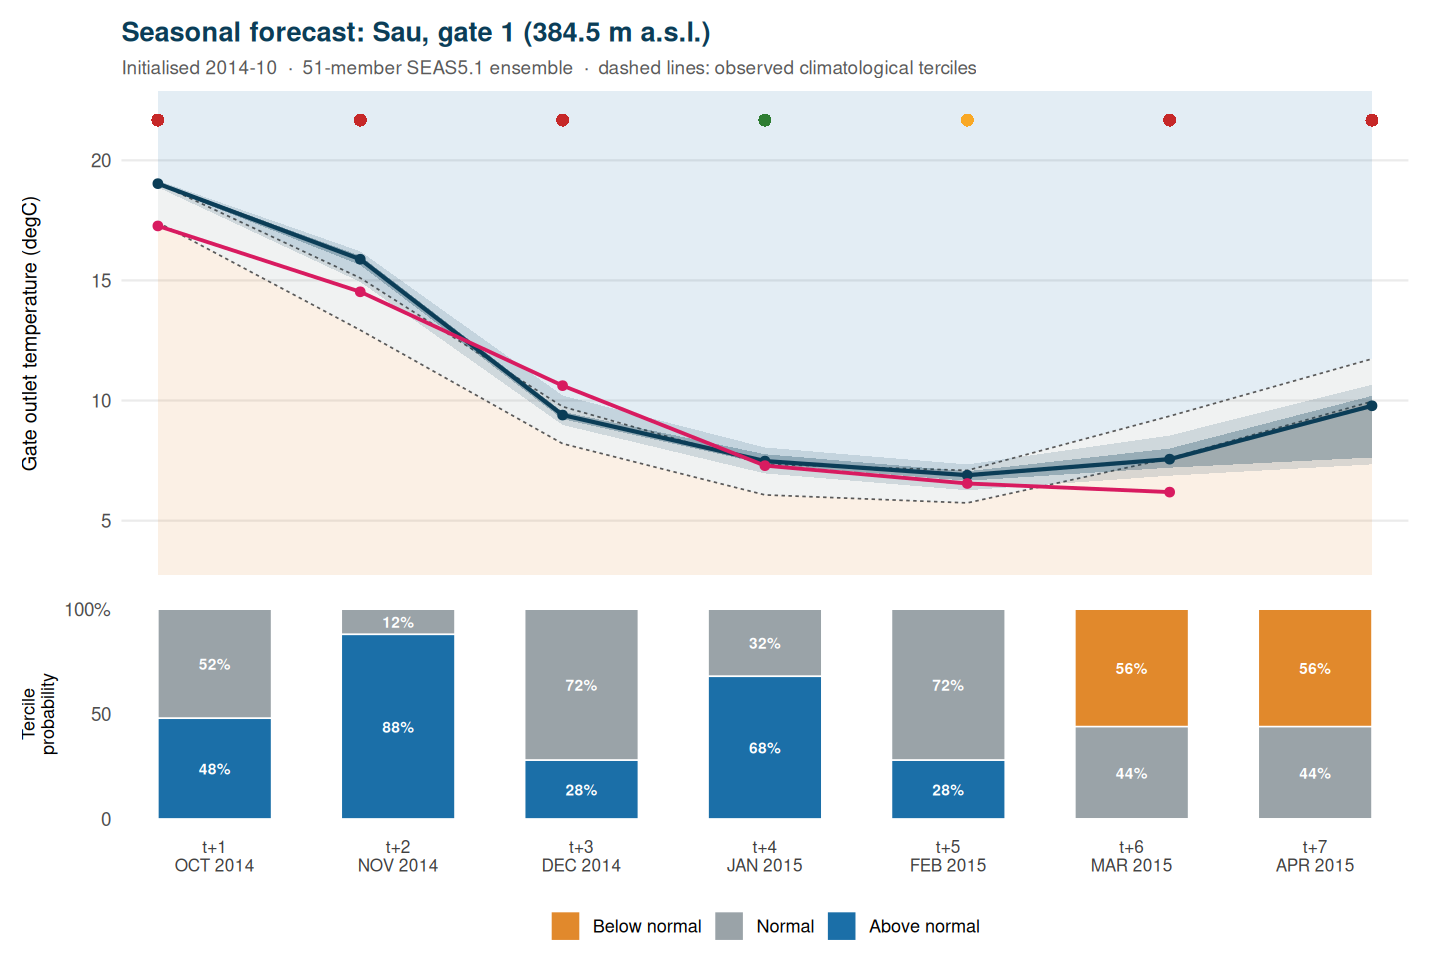 Seasonal forecast: Sau, gate 1 (384.5 m a.s.l.)
Initialised 2014-10 · 51-member SEAS5.1 ensemble · dashed lines: observed climatological terciles
Gate outlet temperature (degC)
20
15
10
5
Tercile
probability
100%
50
0
52%
48%
12%
88%
72%
28%
32%
68%
72%
28%
56%
44%
56%
44%
t+1
OCT 2014
t+2
NOV 2014
t+3
DEC 2014
t+4
JAN 2015
t+5
FEB 2015
t+6
MAR 2015
t+7
APR 2015
Below normal
Normal
Above normal